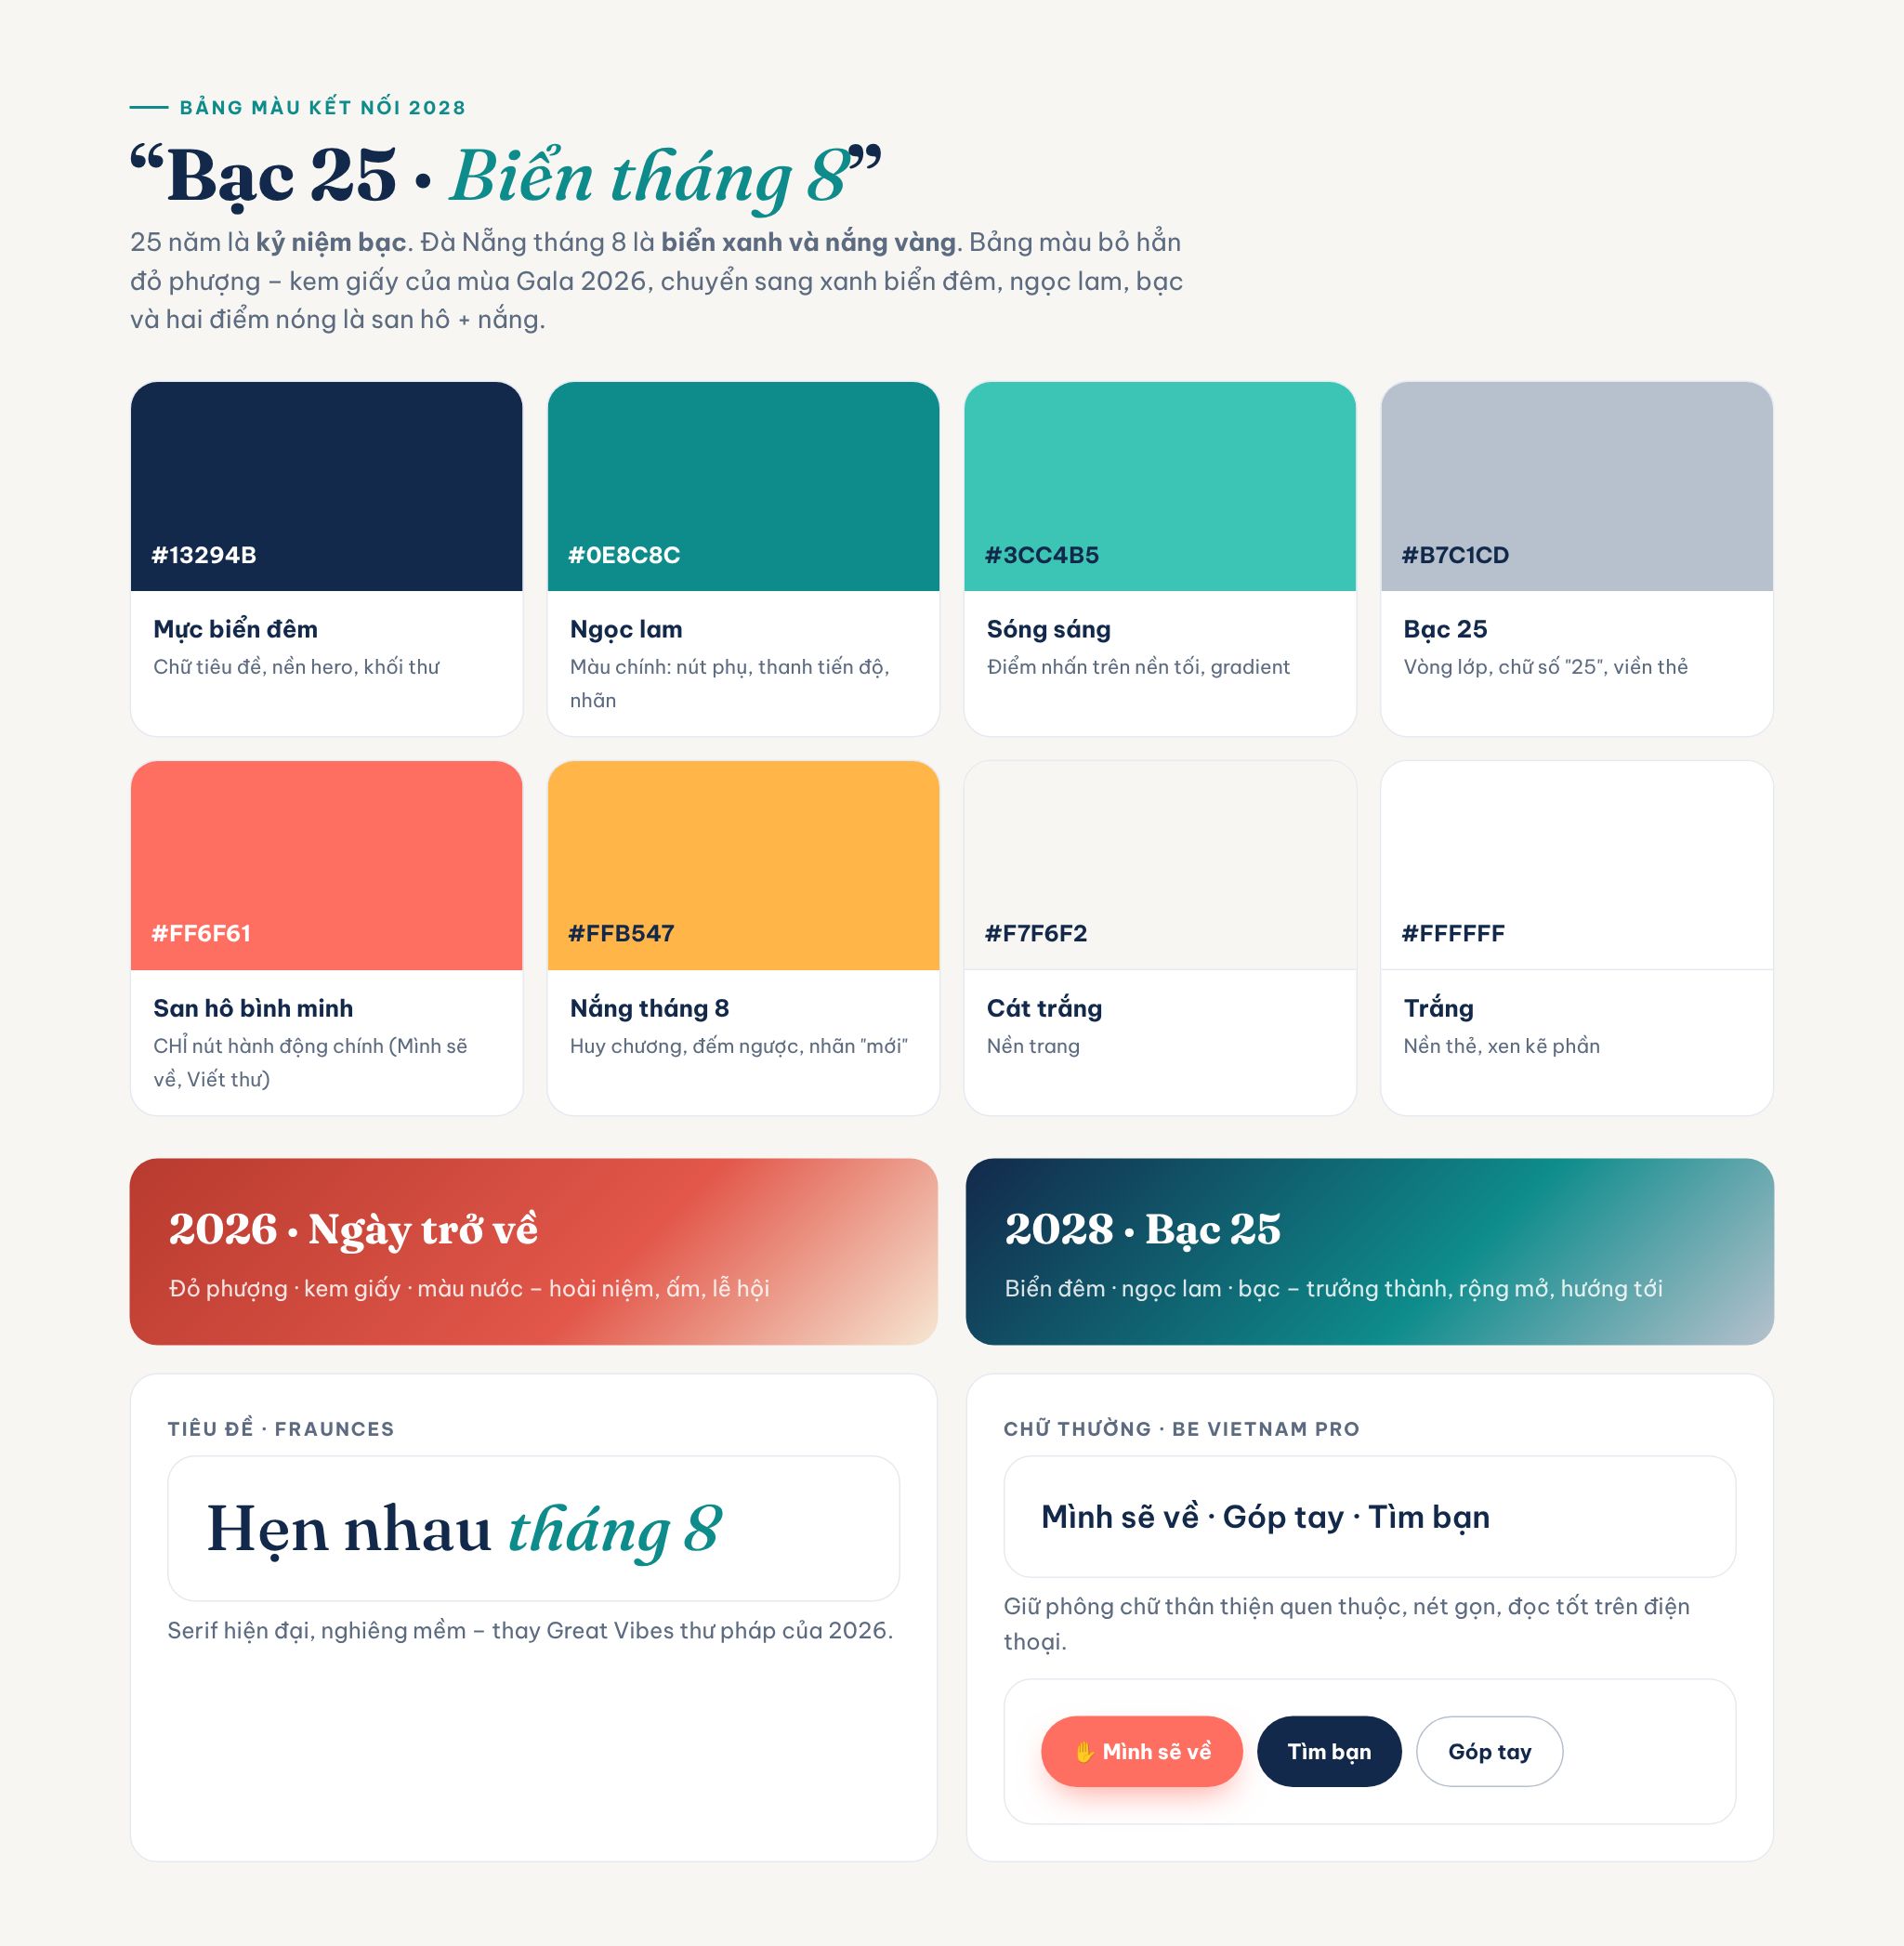 BẢNG MÀU KẾT NỐI 2028
“Bạc 25 · Biển tháng 8”
25 năm là kỷ niệm bạc. Đà Nẵng tháng 8 là biển xanh và nắng vàng. Bảng màu bỏ hẳn
đỏ phượng – kem giấy của mùa Gala 2026, chuyển sang xanh biển đêm, ngọc lam, bạc
và hai điểm nóng là san hô + nắng.
#13294B
Mực biển đêm
Chữ tiêu đề, nền hero, khối thư
#0E8C8C
Ngọc lam
Màu chính: nút phụ, thanh tiến độ,
nhãn
#3CC4B5
Sóng sáng
Điểm nhấn trên nền tối, gradient
#B7C1CD
Bạc 25
Vòng lớp, chữ số "25", viền thẻ
#FF6F61
San hô bình minh
CHỈ nút hành động chính (Mình sẽ
về, Viết thư)
#FFB547
Nắng tháng 8
Huy chương, đếm ngược, nhãn "mới"
#F7F6F2
Cát trắng
Nền trang
#FFFFFF
Trắng
Nền thẻ, xen kẽ phần
2026 · Ngày trở về
Đỏ phượng · kem giấy · màu nước – hoài niệm, ấm, lễ hội
2028 · Bạc 25
Biển đêm · ngọc lam · bạc – trưởng thành, rộng mở, hướng tới
TIÊU ĐỀ · FRAUNCES
Hẹn nhau tháng 8
Serif hiện đại, nghiêng mềm – thay Great Vibes thư pháp của 2026.
CHỮ THƯỜNG · BE VIETNAM PRO
Mình sẽ về · Góp tay · Tìm bạn
Giữ phông chữ thân thiện quen thuộc, nét gọn, đọc tốt trên điện
thoại.
✋ Mình sẽ về
Tìm bạn
Góp tay